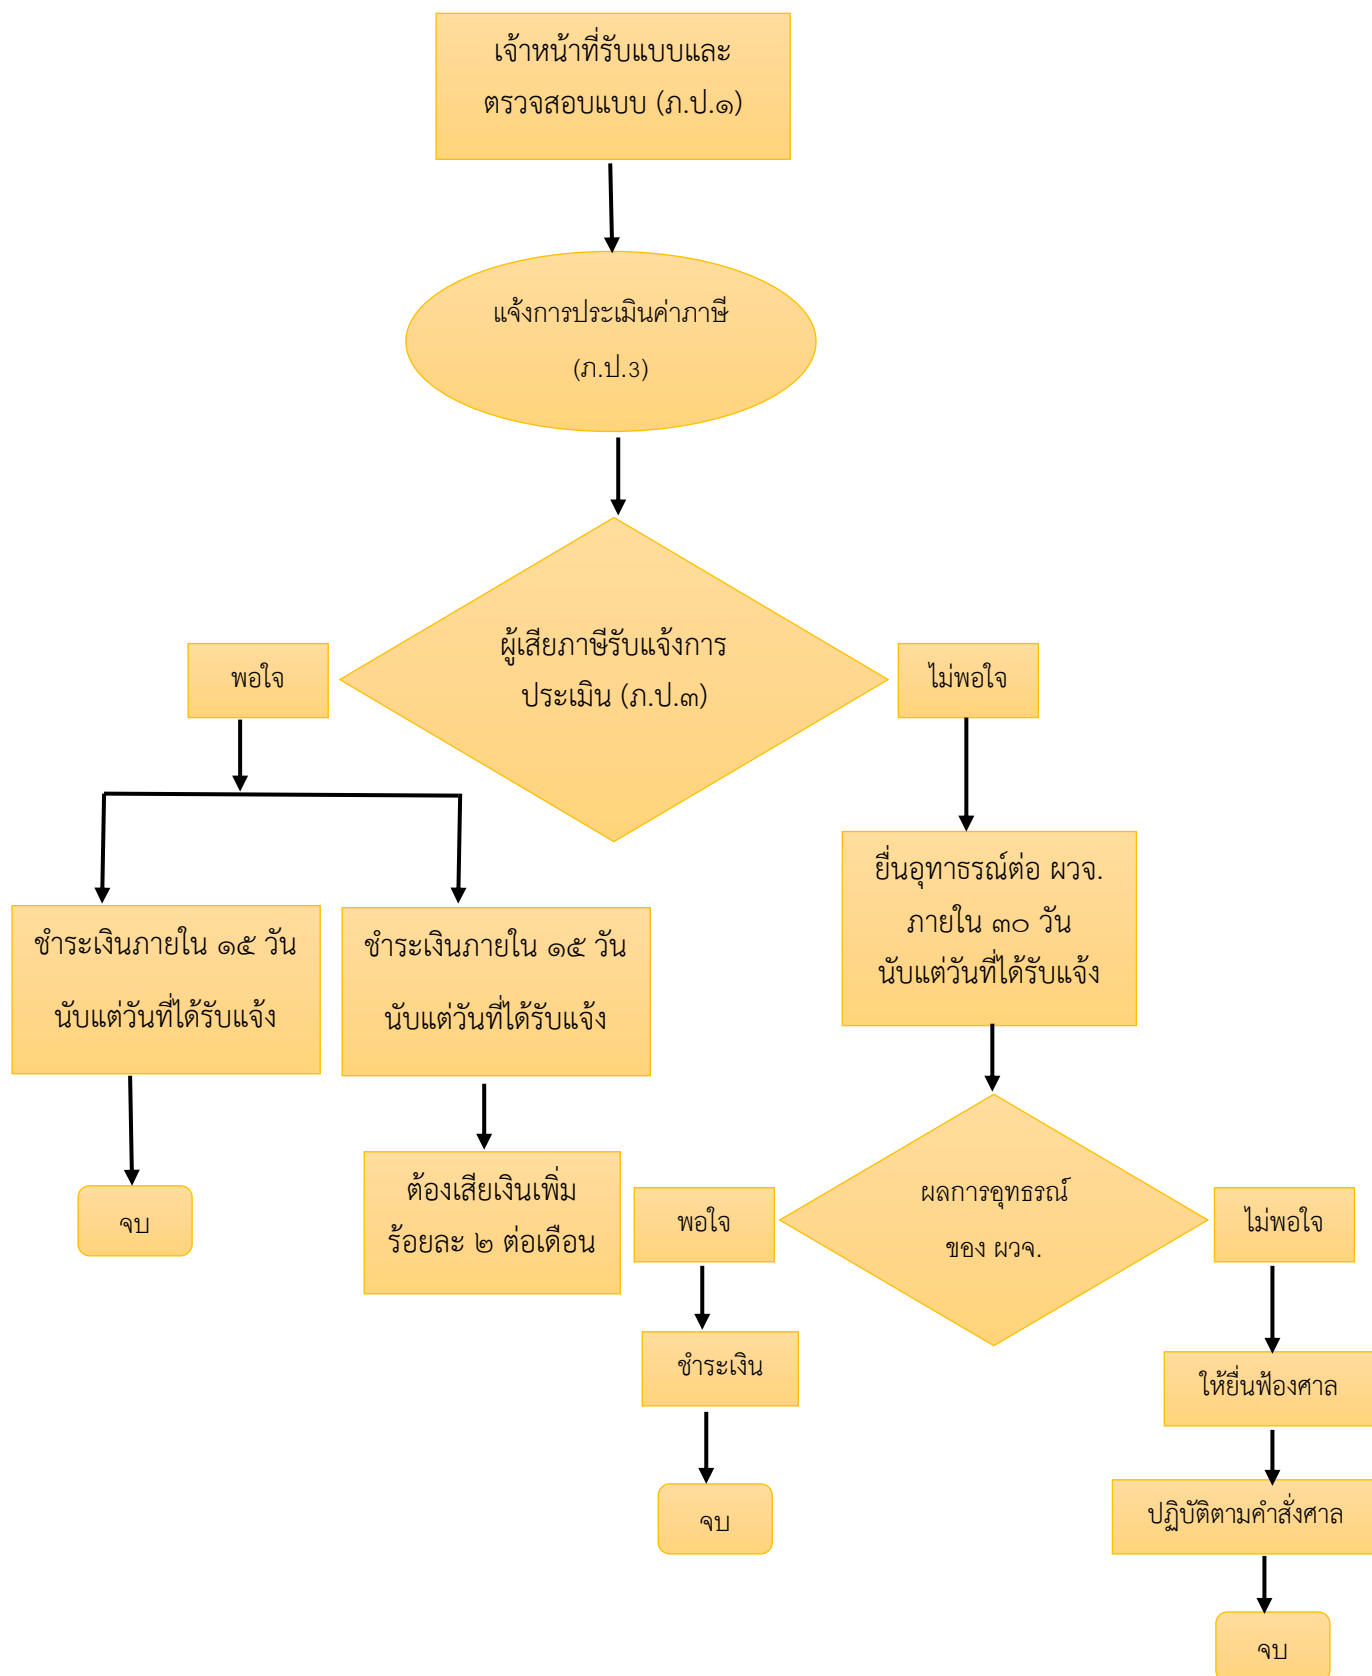 เจ้าหน้าที่รับแบบและ
ตรวจสอบแบบ (ภ.ป.๑)
แจ้งการประเมินค่าภาษี
(ภ.ป.3)
ผู้เสียภาษีรับแจ้งการ
ประเมิน (ภ.ป.๓)
พอใจ
ไม่พอใจ
ชำระเงินภายใน ๑๕ วัน
นับแต่วันที่ได้รับแจ้ง
ชำระเงินภายใน ๑๕ วัน
นับแต่วันที่ได้รับแจ้ง
ยื่นอุทาธรณ์ต่อ ผวจ.
ภายใน ๓๐ วัน
นับแต่วันที่ได้รับแจ้ง
จบ
ต้องเสียเงินเพิ่ม
ร้อยละ ๒ ต่อเดือน
พอใจ
ผลการอุทธรณ์
ของ ผวจ.
ไม่พอใจ
ชำระเงิน
ให้ยื่นฟ้องศาล
จบ
ปฏิบัติตามคำสั่งศาล
จบ